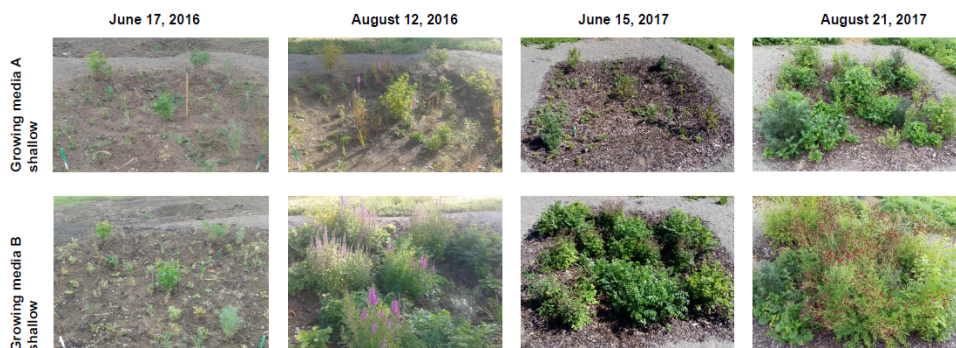 June 17, 2016
August 12, 2016
June 15, 2017
August 21, 2017
Growing media A
shallow
Growing media B
shallow